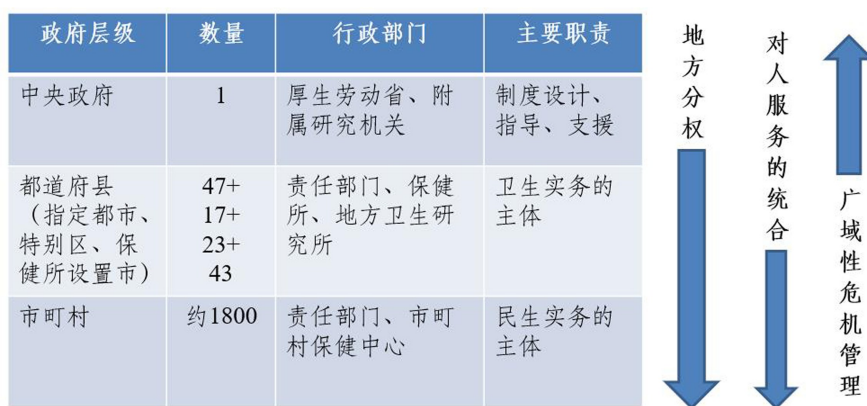 政府层级 数量 行政部门 主要职责
中央政府 1 厚生劳动省、附 制度设计、
属研究机关 指导、支援
都道府县 47+ 责任部门、保健 卫生实务的
（指定都市、 17+ 所、地方卫生研 主体
特别区、保 23+ 究所
健所设置市） 43
市町村 约1800 责任部门、市町 民生实务的
村保健中心 主体
地方分权
对人服务的统合
广域性危机管理